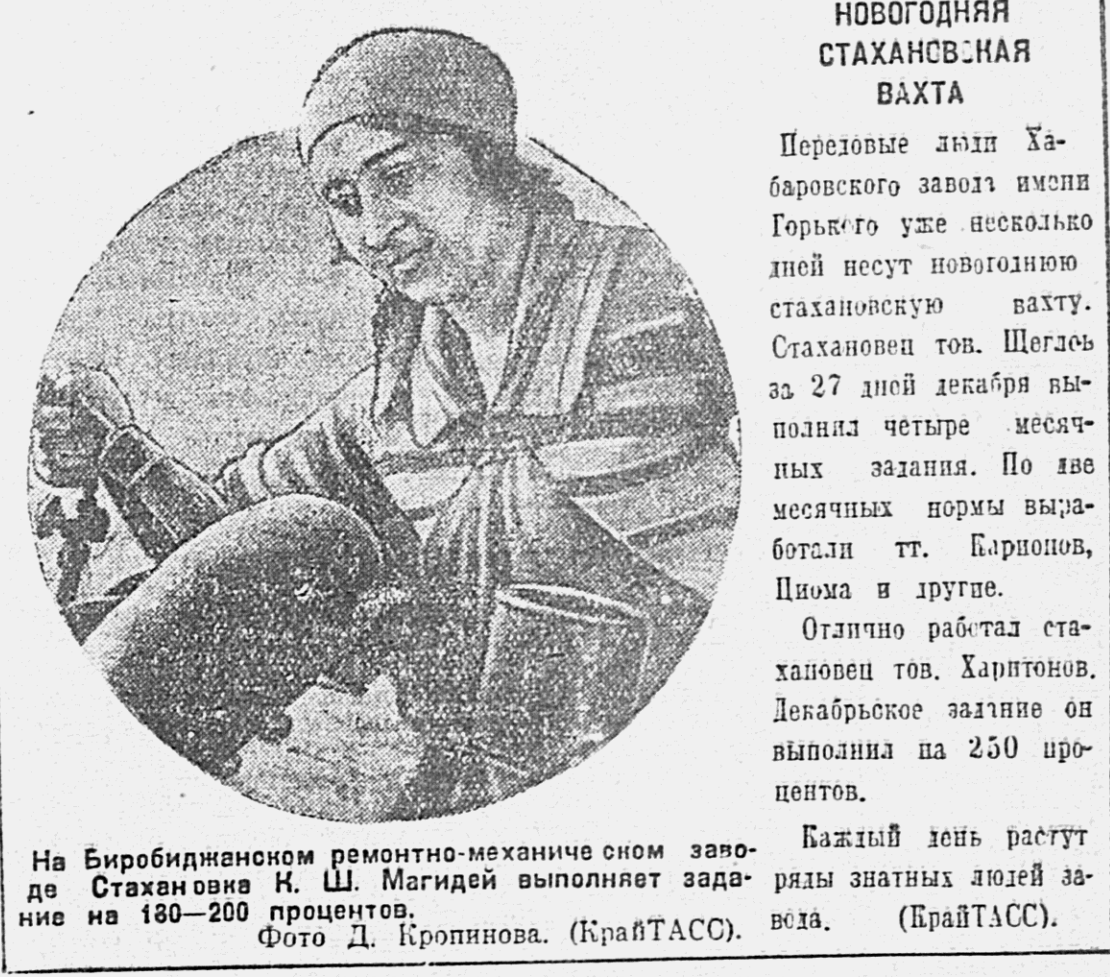 НОВОГОДНЯЯ
СТАХАНОВСКАЯ
ВАХТА
Передовые люди Ха-
баровского завода имени
Горького уже несколько
дней несут новогоднюю
стахановскую вахту.
Стахановец тов. Щеглов
за 27 дней декабря вы-
полнил четыре месяч-
ных задания. По две
месячных нормы выра-
ботали тт.
и другие.
Отлично работал ста-
хановец тов. Харитонов.
Декабрьское задание он
выполнил на 250 про-
центов.
Каждый день растут
ряды знатных людей за-
вода. (КрайТАСС).
На Биробиджанском ремонтно-механическом заво-
де Стахановка К. Ш. Магидей выполняет зада-
ние на 180—200 процентов.
Фото Д. Кропинова. (КрайТАСС).